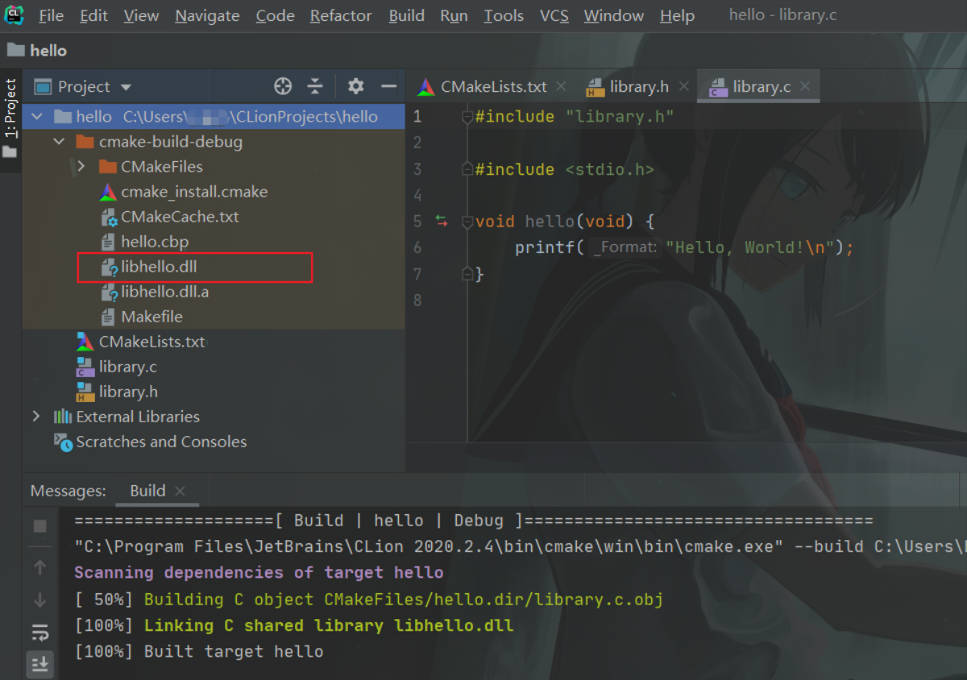 CL File Edit View Navigate Code Refactor Build Run Tools VCS Window Help hello - library.c
hello
1: Project
Project
CMakeLists.txt library.h library.c
hello C:\Users\ \CLionProjects\hello
cmake-build-debug
CMakeFiles
cmake_install.cmake
CMakeCache.txt
hello.cbp
libhello.dll
libhello.dll.a
Makefile
CMakeLists.txt
library.c
library.h
External Libraries
Scratches and Consoles
1 #include "library.h"
2
3 #include <stdio.h>
4
5 void hello(void) {
6 printf( _Format: "Hello, World!\n");
7 }
8
Messages: Build
====================[ Build | hello | Debug ]===================================
"C:\Program Files\JetBrains\CLion 2020.2.4\bin\cmake\win\bin\cmake.exe" --build C:\Users\
Scanning dependencies of target hello
[ 50%] Building C object CMakeFiles/hello.dir/library.c.obj
[100%] Linking C shared library libhello.dll
[100%] Built target hello